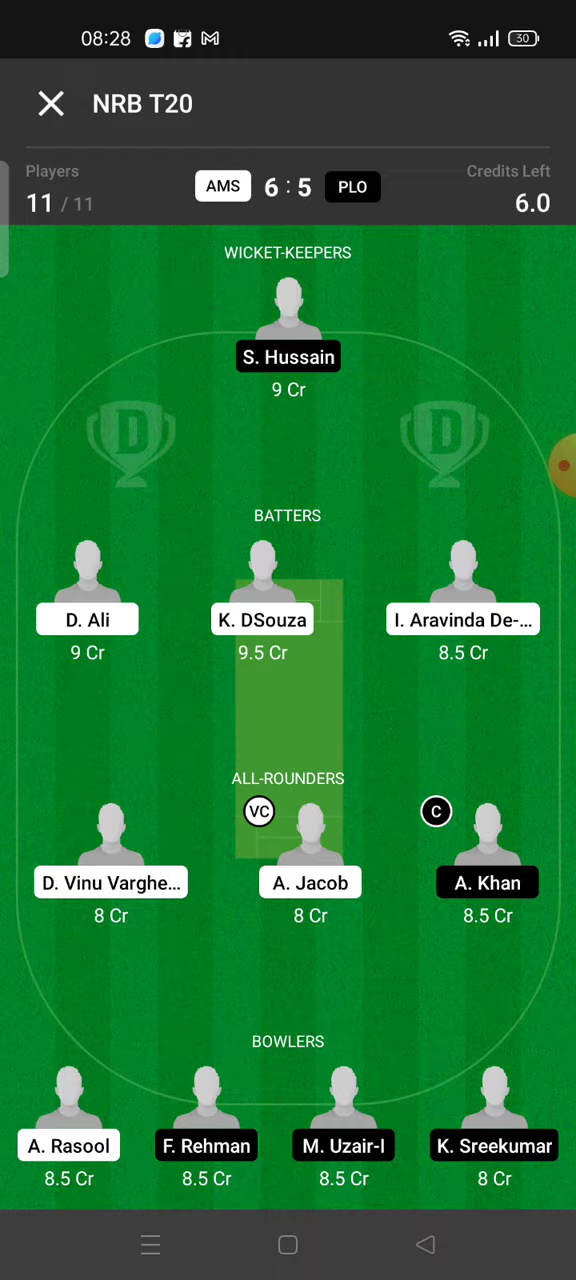 08:28
30
NRB T20
Players
11 / 11
AMS 6 : 5 PLO
Credits Left
6.0
WICKET-KEEPERS
S. Hussain
9 Cr
D
D
BATTERS
D. Ali
K. DSouza
I. Aravinda De-...
9 Cr
9.5 Cr
8.5 Cr
ALL-ROUNDERS
VC
C
D. Vinu Varghe...
A. Jacob
A. Khan
8 Cr
8 Cr
8.5 Cr
BOWLERS
A. Rasool
F. Rehman
M. Uzair-I
K. Sreekumar
8.5 Cr
8.5 Cr
8.5 Cr
8 Cr